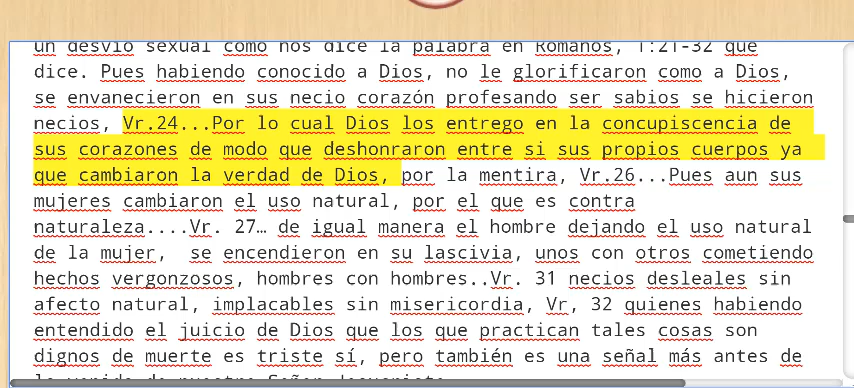 un desvío sexual como nos dice la palabra en Romanos, 1:21-32 que
dice. Pues habiendo conocido a Dios, no le glorificaron como a Dios,
se envanecieron en sus necio corazón profesando ser sabios se hicieron
necios, Vr.24...Por lo cual Dios los entrego en la concupiscencia de
sus corazones de modo que deshonraron entre si sus propios cuerpos ya
que cambiaron la verdad de Dios, por la mentira, Vr.26...Pues aun sus
mujeres cambiaron el uso natural, por el que es contra
naturaleza....Vr. 27… de igual manera el hombre dejando el uso natural
de la mujer,  se encendieron en su lascivia, unos con otros cometiendo
hechos vergonzosos, hombres con hombres..Vr. 31 necios desleales sin
afecto natural, implacables sin misericordia, Vr, 32 quienes habiendo
entendido el juicio de Dios que los que practican tales cosas son
dignos de muerte es triste sí, pero también es una señal más antes de